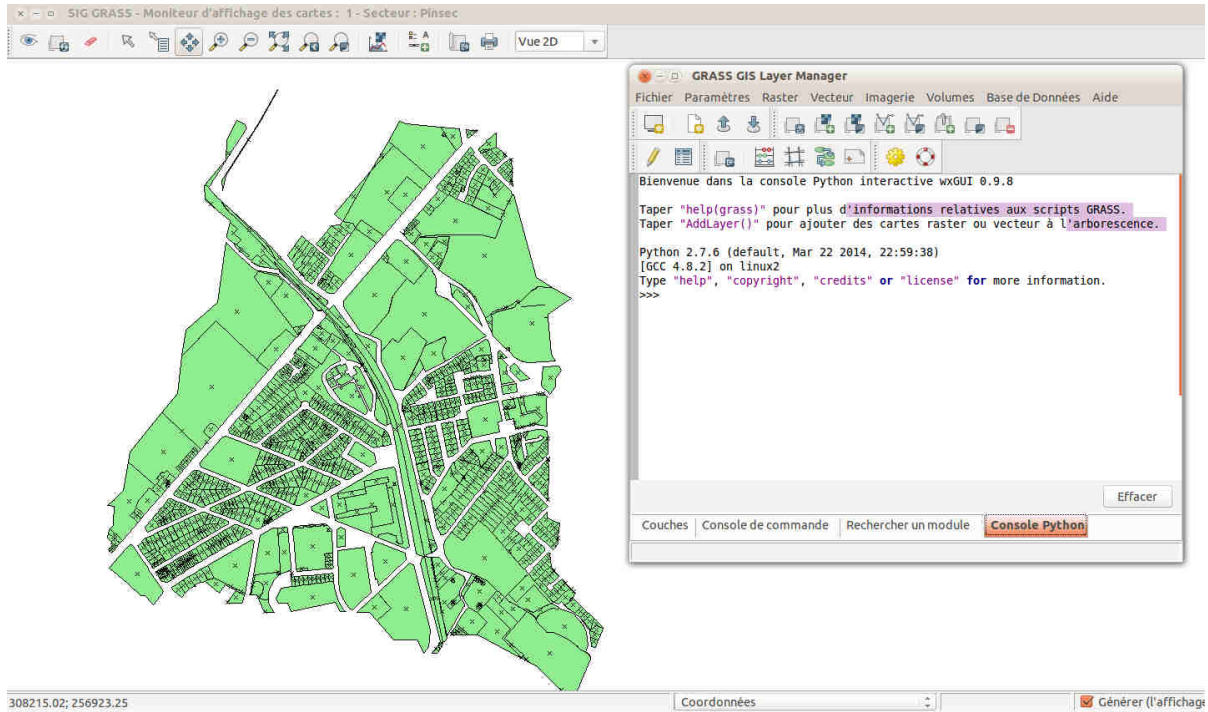 SIG GRASS - Moniteur d'affichage des cartes : 1 - Secteur : Pinsec
Vue 2D
GRASS GIS Layer Manager
Fichier Paramètres Raster Vecteur Imagerie Volumes Base de Données Aide
Bienvenue dans la console Python interactive wxGUI 0.9.8
Taper "help(grass)" pour plus d'informations relatives aux scripts GRASS.
Taper "AddLayer()" pour ajouter des cartes raster ou vecteur à l'arborescence.
Python 2.7.6 (default, Mar 22 2014, 22:59:38)
[GCC 4.8.2] on linux2
Type "help", "copyright", "credits" or "license" for more information.
>>>
Effacer
Couches Console de commande Rechercher un module Console Python
308215.02; 256923.25 Coordonnées Générer (l'affichage